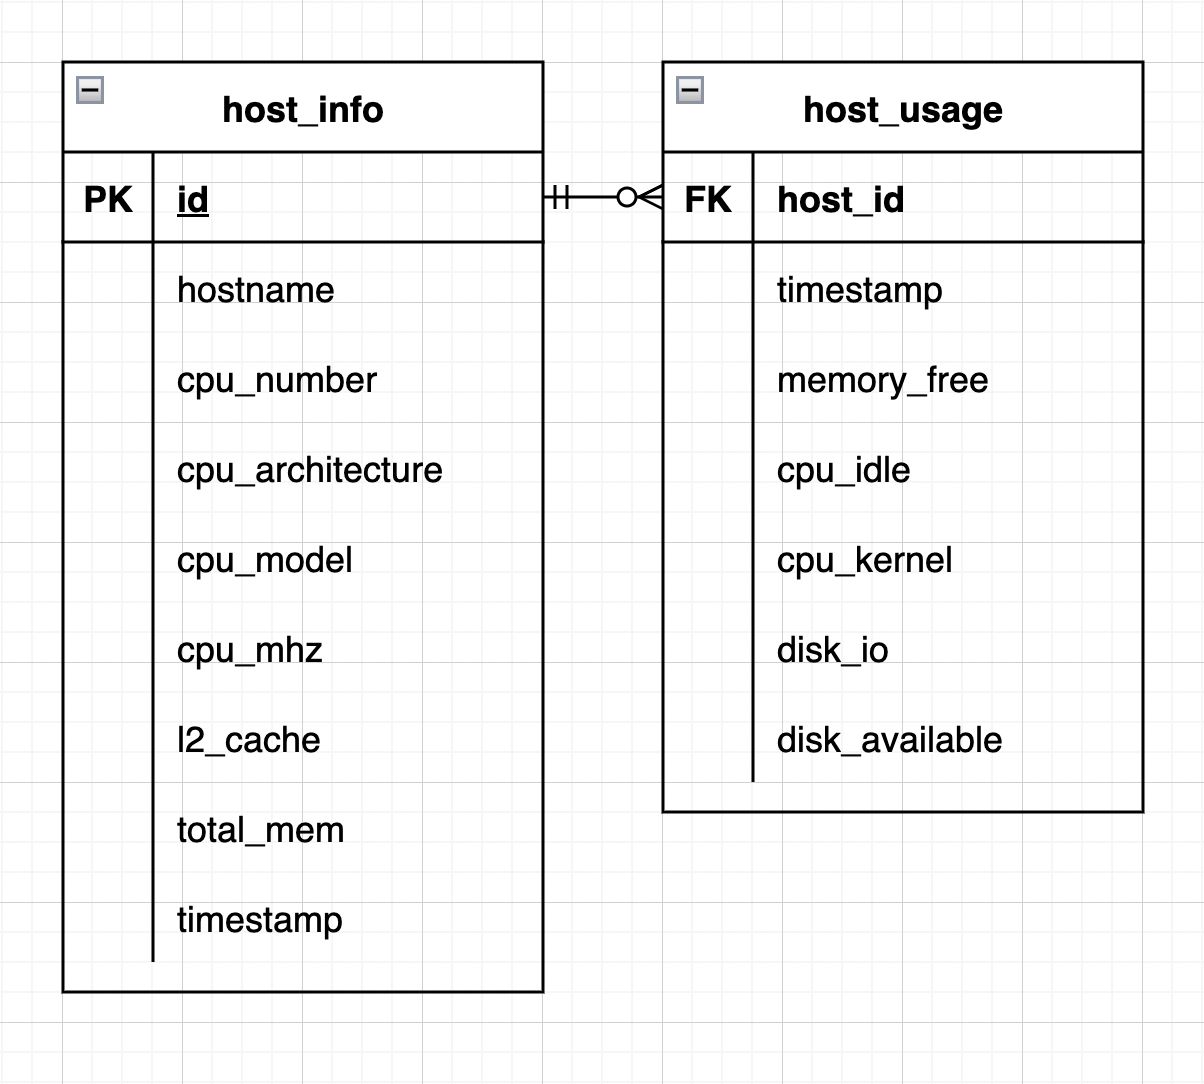 host_info
PK id
hostname
cpu_number
cpu_architecture
cpu_model
cpu_mhz
l2_cache
total_mem
timestamp
host_usage
FK host_id
timestamp
memory_free
cpu_idle
cpu_kernel
disk_io
disk_available